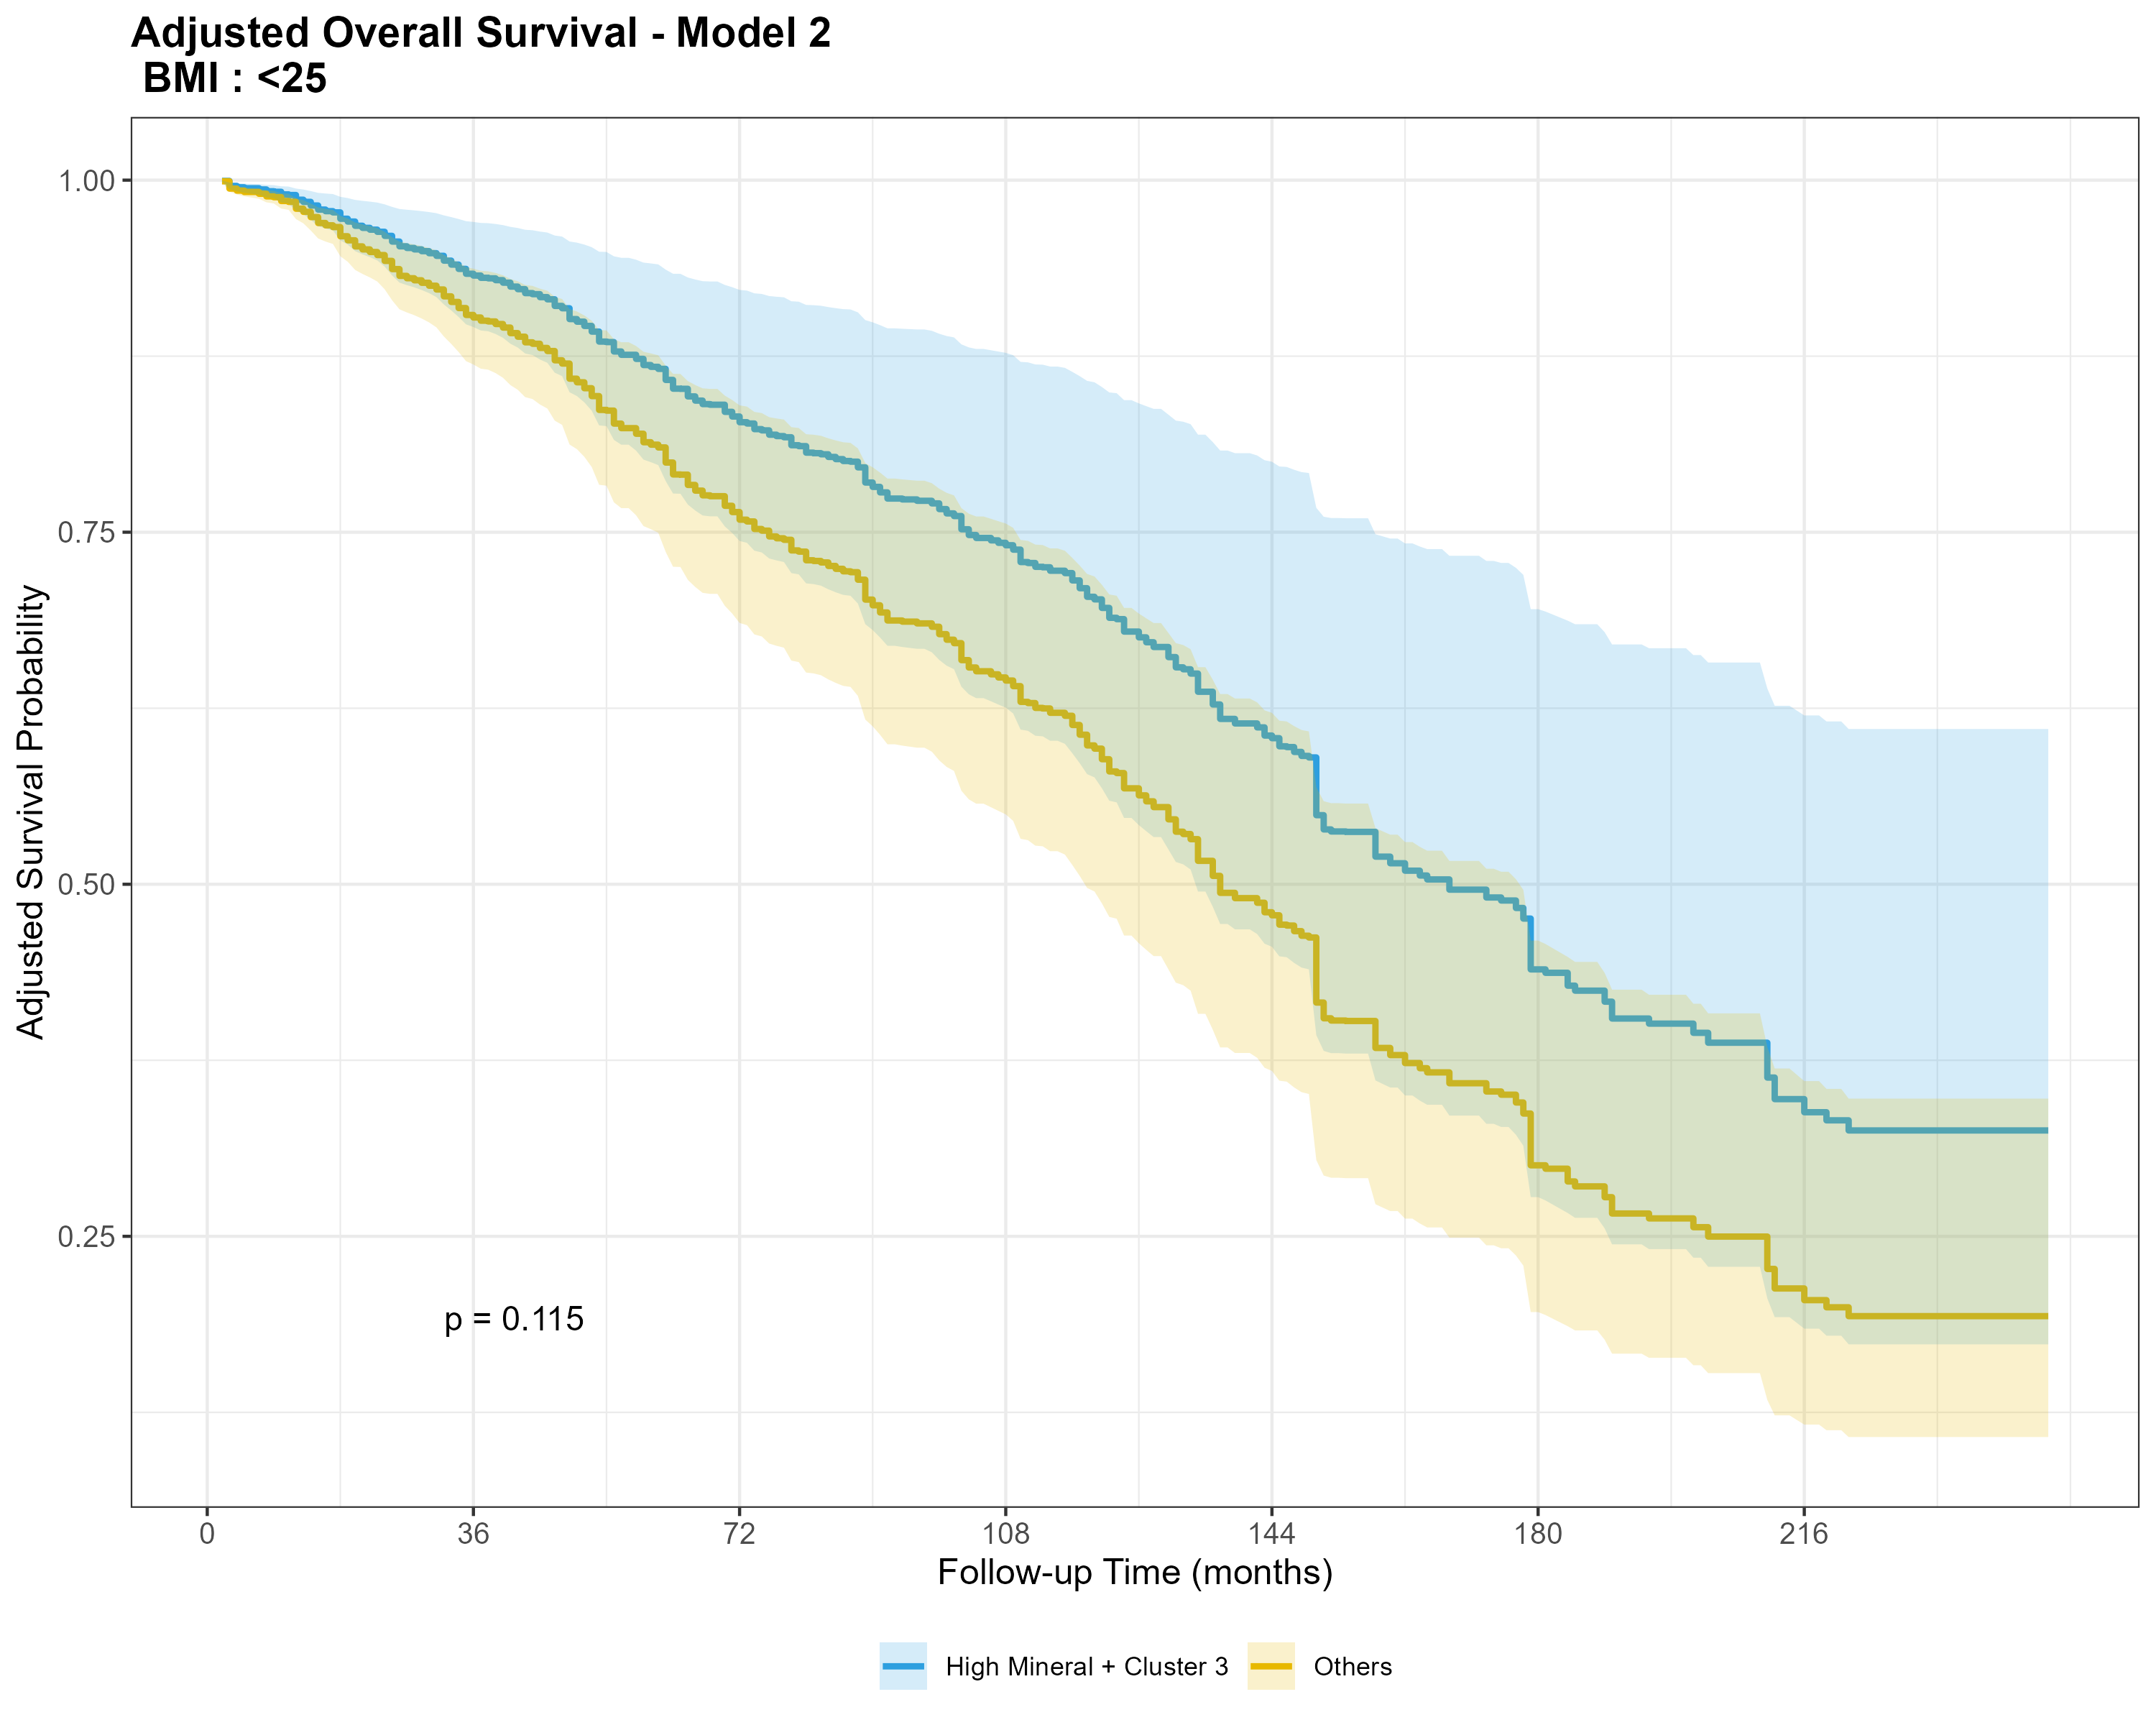 Adjusted Overall Survival - Model 2
BMI : <25
Adjusted Survival Probability
1.00
0.75
0.50
0.25
p = 0.115
0 36 72 108 144 180 216
Follow-up Time (months)
High Mineral + Cluster 3 Others